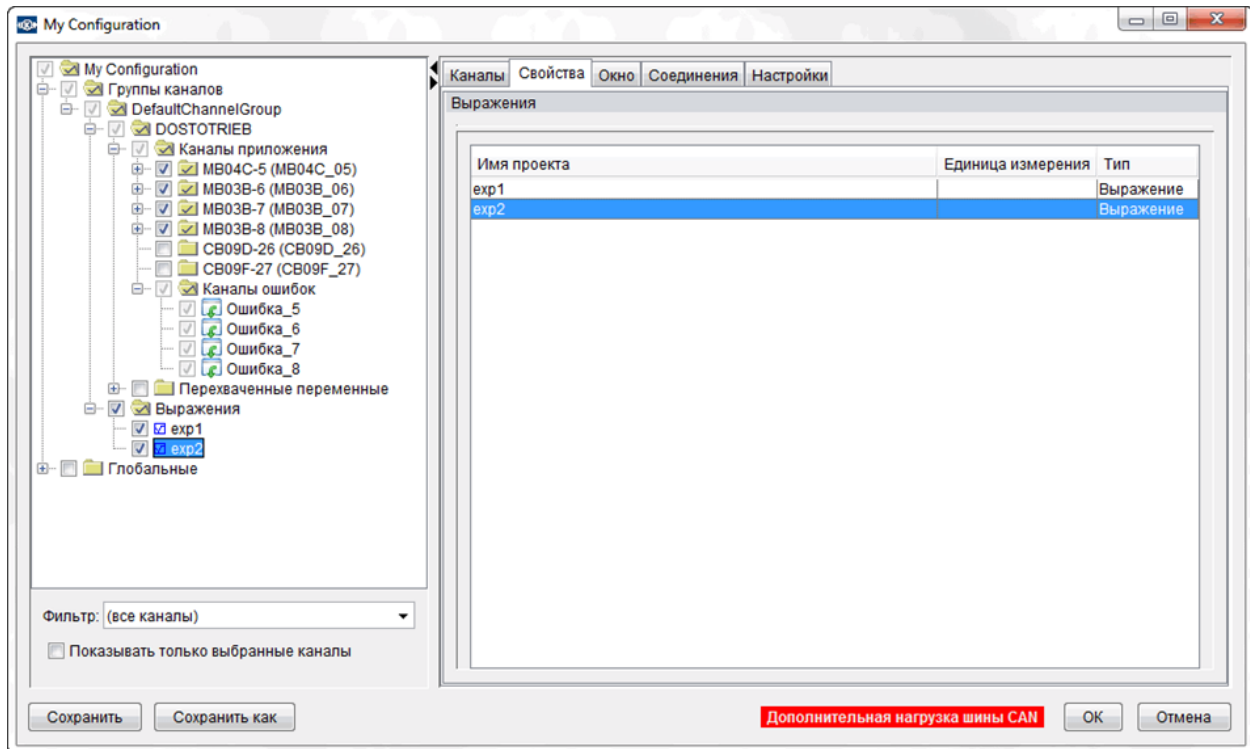 My Configuration
My Configuration
Группы каналов
DefaultChannelGroup
DOSTOTRIEB
Каналы приложения
MB04C-5 (MB04C_05)
MB03B-6 (MB03B_06)
MB03B-7 (MB03B_07)
MB03B-8 (MB03B_08)
CB09D-26 (CB09D_26)
CB09F-27 (CB09F_27)
Каналы ошибок
Ошибка_5
Ошибка_6
Ошибка_7
Ошибка_8
Перехваченные переменные
Выражения
exp1
exp2
Глобальные
Фильтр: (все каналы)
Показывать только выбранные каналы
Каналы Свойства Окно Соединения Настройки
Выражения
Имя проекта Единица измерения Тип
exp1 Выражение
exp2 Выражение
Сохранить Сохранить как Дополнительная нагрузка шины CAN OK Отмена